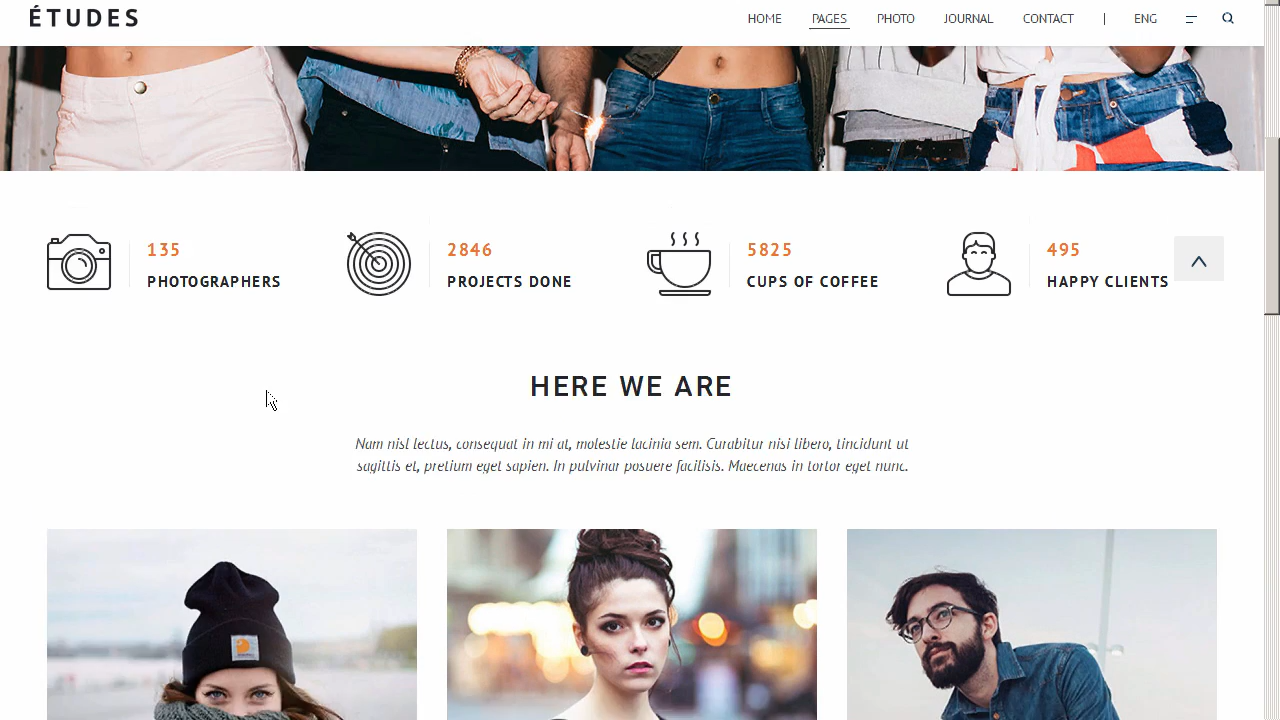 ÉTUDES
HOME PAGES PHOTO JOURNAL CONTACT | ENG
135
PHOTOGRAPHERS
2846
PROJECTS DONE
5825
CUPS OF COFFEE
495
HAPPY CLIENTS
HERE WE ARE
Nam nisl lectus, consequat in mi at, molestie lacinia sem. Curabitur nisi libero, tincidunt ut
sagittis et, pretium eget sapien. In pulvinar posuere facilisis. Maecenas in tortor eget nunc.